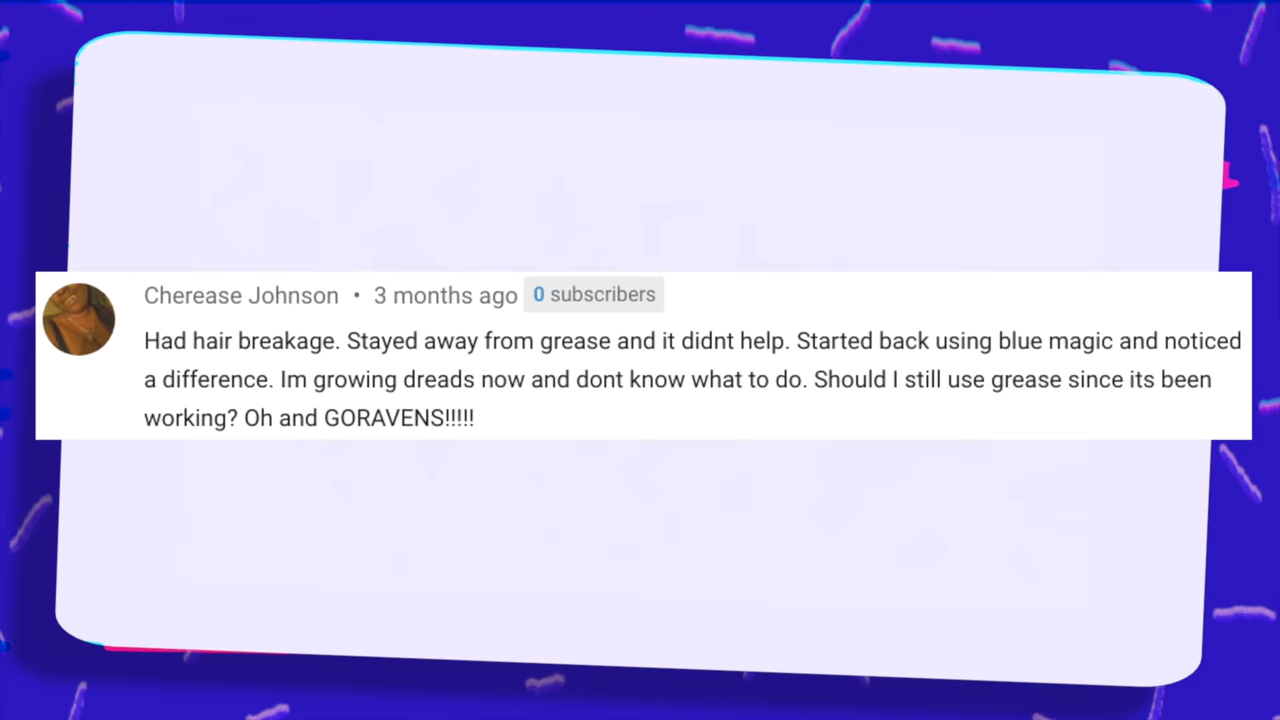 Cherease Johnson • 3 months ago 0 subscribers
Had hair breakage. Stayed away from grease and it didnt help. Started back using blue magic and noticed
a difference. Im growing dreads now and dont know what to do. Should I still use grease since its been
working? Oh and GORAVENS!!!!!